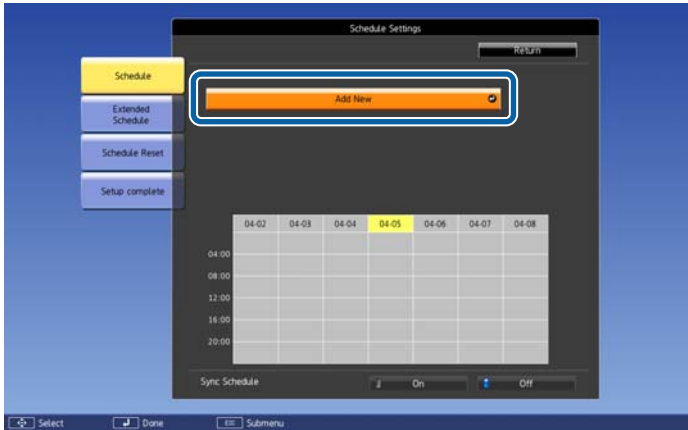 Schedule Settings
Return
Schedule
Extended
Schedule
Schedule Reset
Setup complete
Add New
04-02 04-03 04-04 04-05 04-06 04-07 04-08
04:00
08:00
12:00
16:00
20:00
Sync Schedule On Off
Select Done Esc Submenu